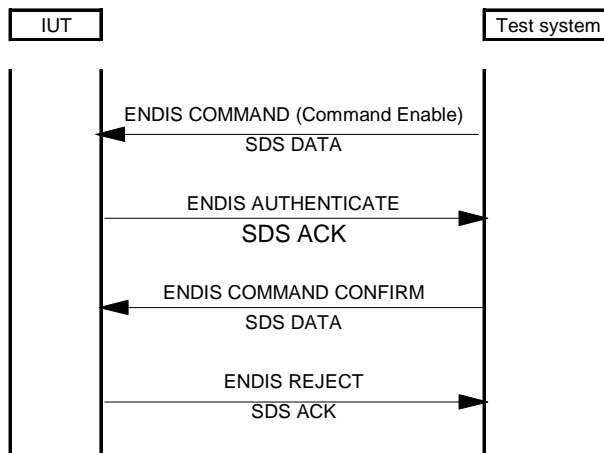 IUT
Test system
ENDIS COMMAND (Command Enable)
SDS DATA
ENDIS AUTHENTICATE
SDS ACK
ENDIS COMMAND CONFIRM
SDS DATA
ENDIS REJECT
SDS ACK